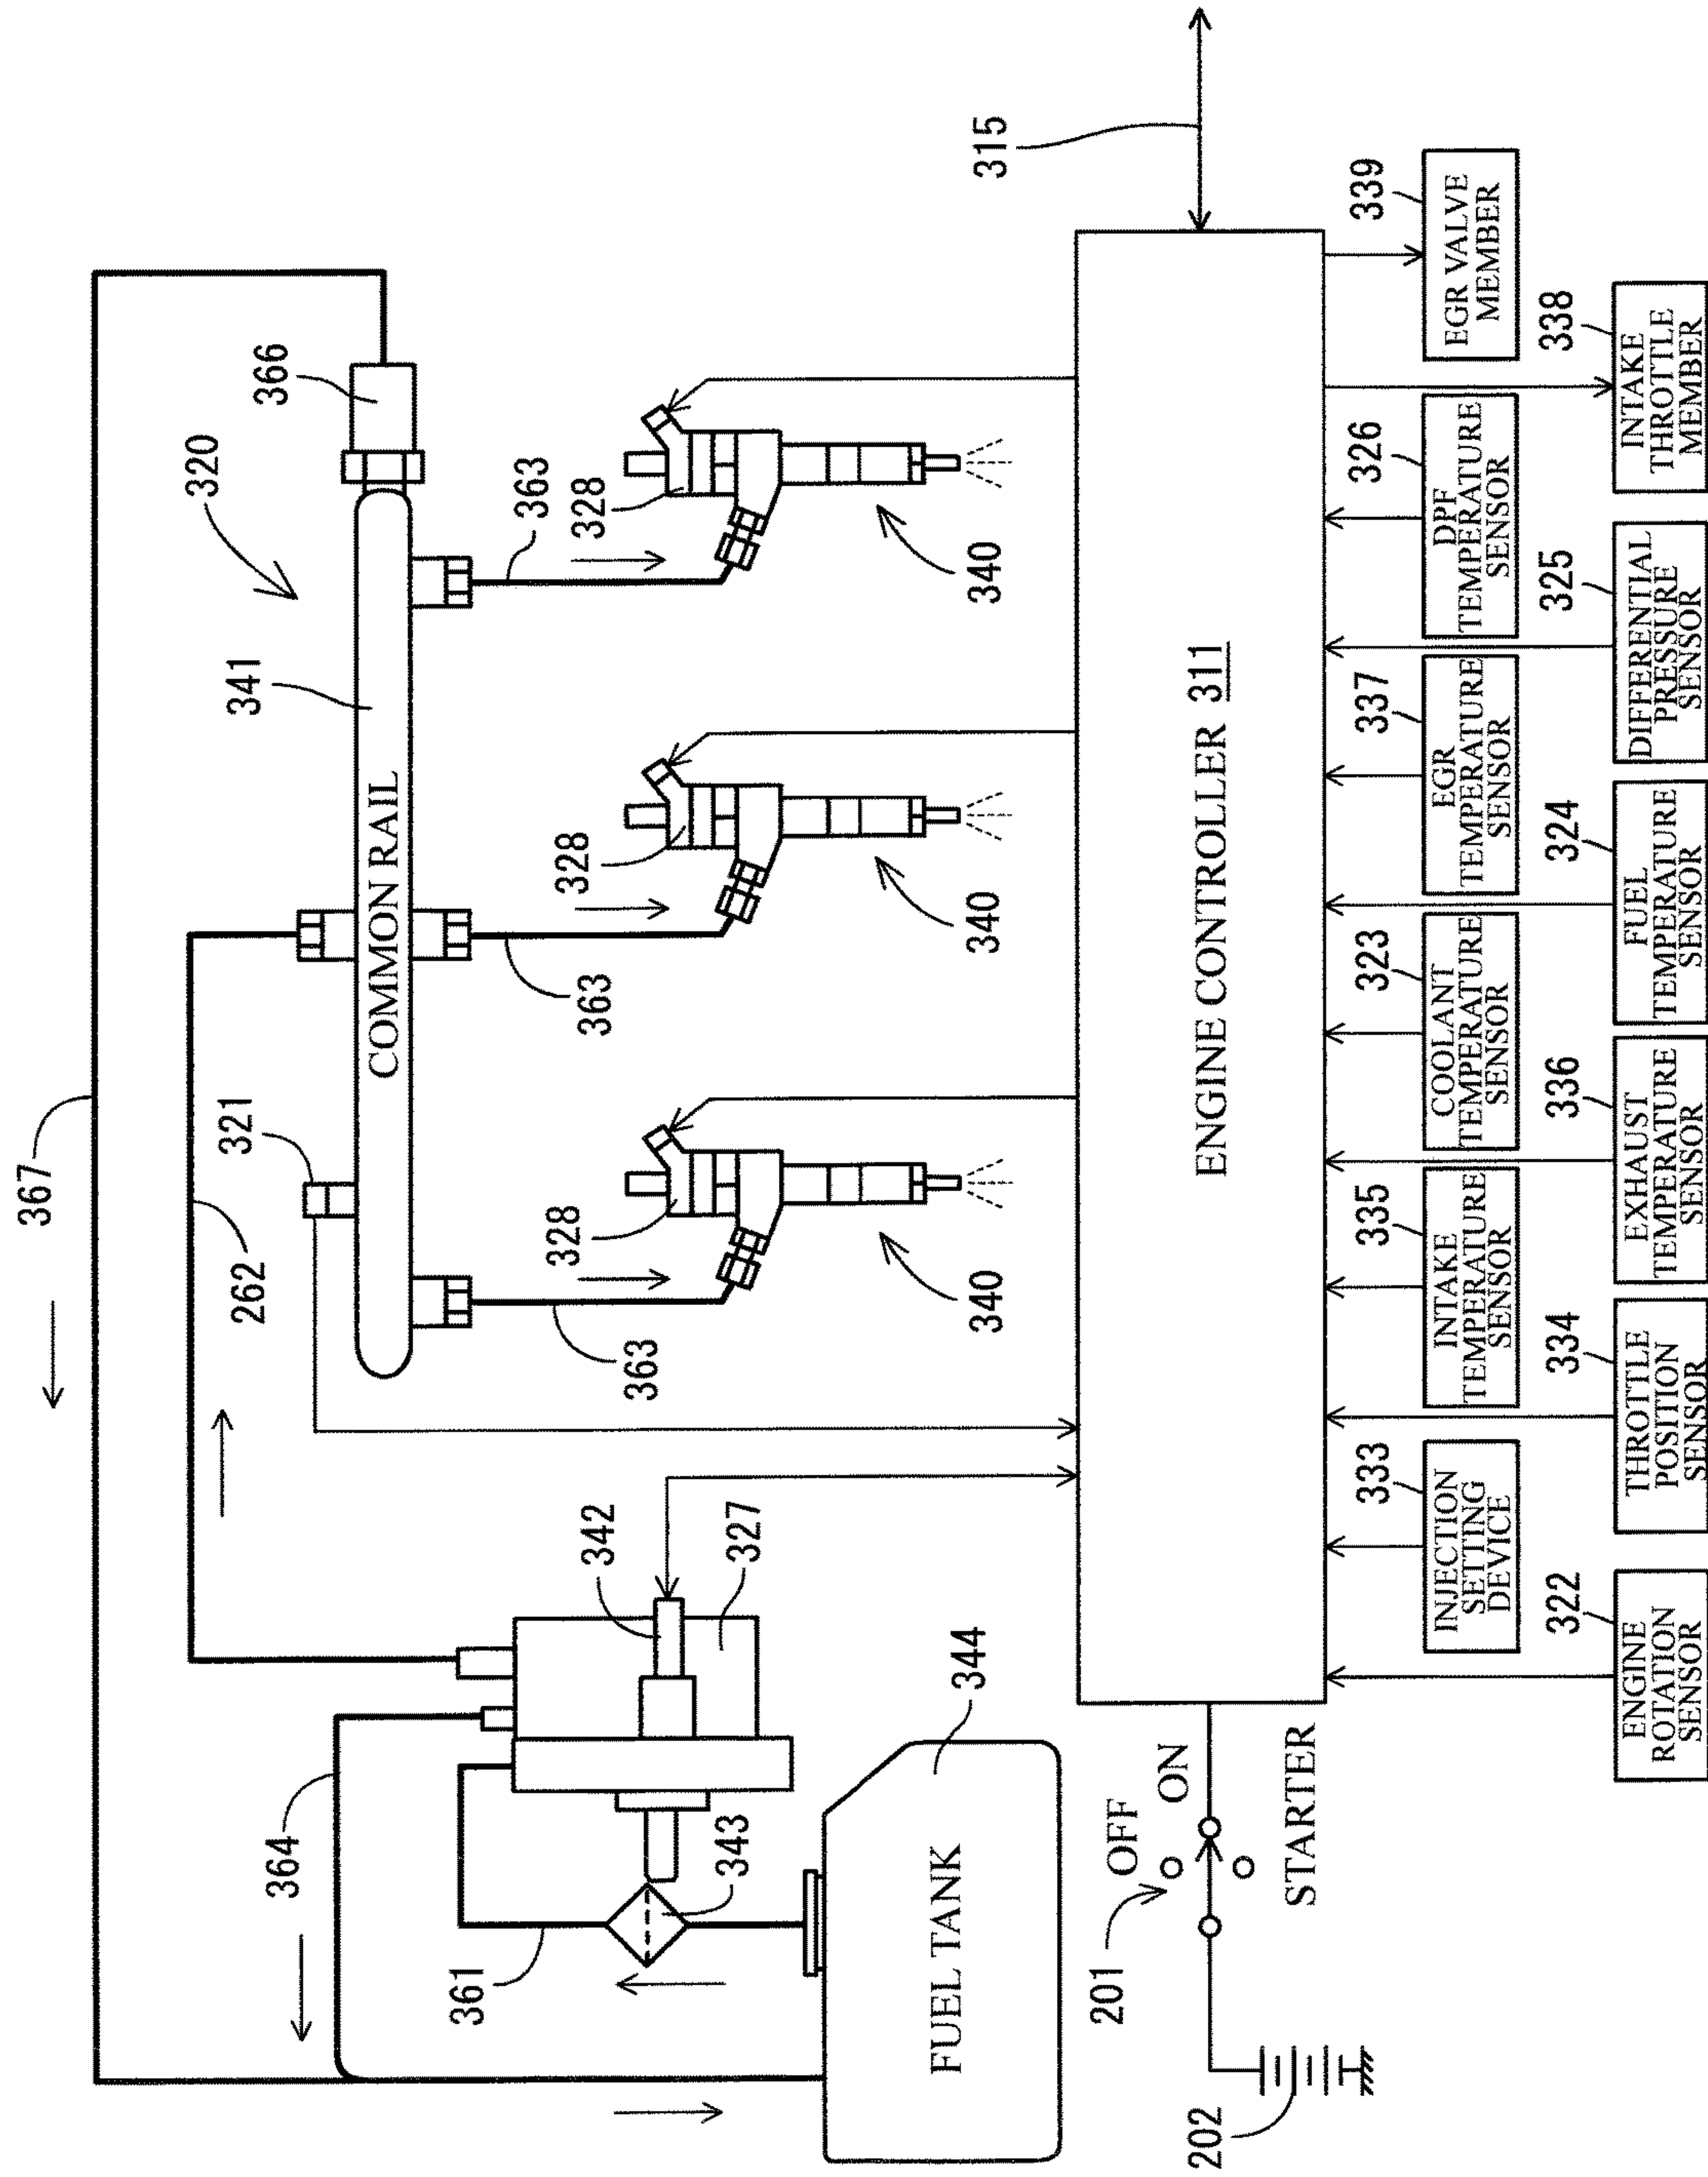 367
364
262
321
320
366
341
COMMON RAIL
361
343
342
327
363
328
340
363
328
340
363
328
340
344
FUEL TANK
201
OFF
ON
STARTER
202
315
ENGINE CONTROLLER 311
333
INJECTION
SETTING
DEVICE
335
INTAKE
TEMPERATURE
SENSOR
323
COOLANT
TEMPERATURE
SENSOR
337
EGR
TEMPERATURE
SENSOR
326
DPF
TEMPERATURE
SENSOR
339
EGR VALVE
MEMBER
322
ENGINE
ROTATION
SENSOR
334
THROTTLE
POSITION
SENSOR
336
EXHAUST
TEMPERATURE
SENSOR
324
FUEL
TEMPERATURE
SENSOR
325
DIFFERENTIAL
PRESSURE
SENSOR
338
INTAKE
THROTTLE
MEMBER